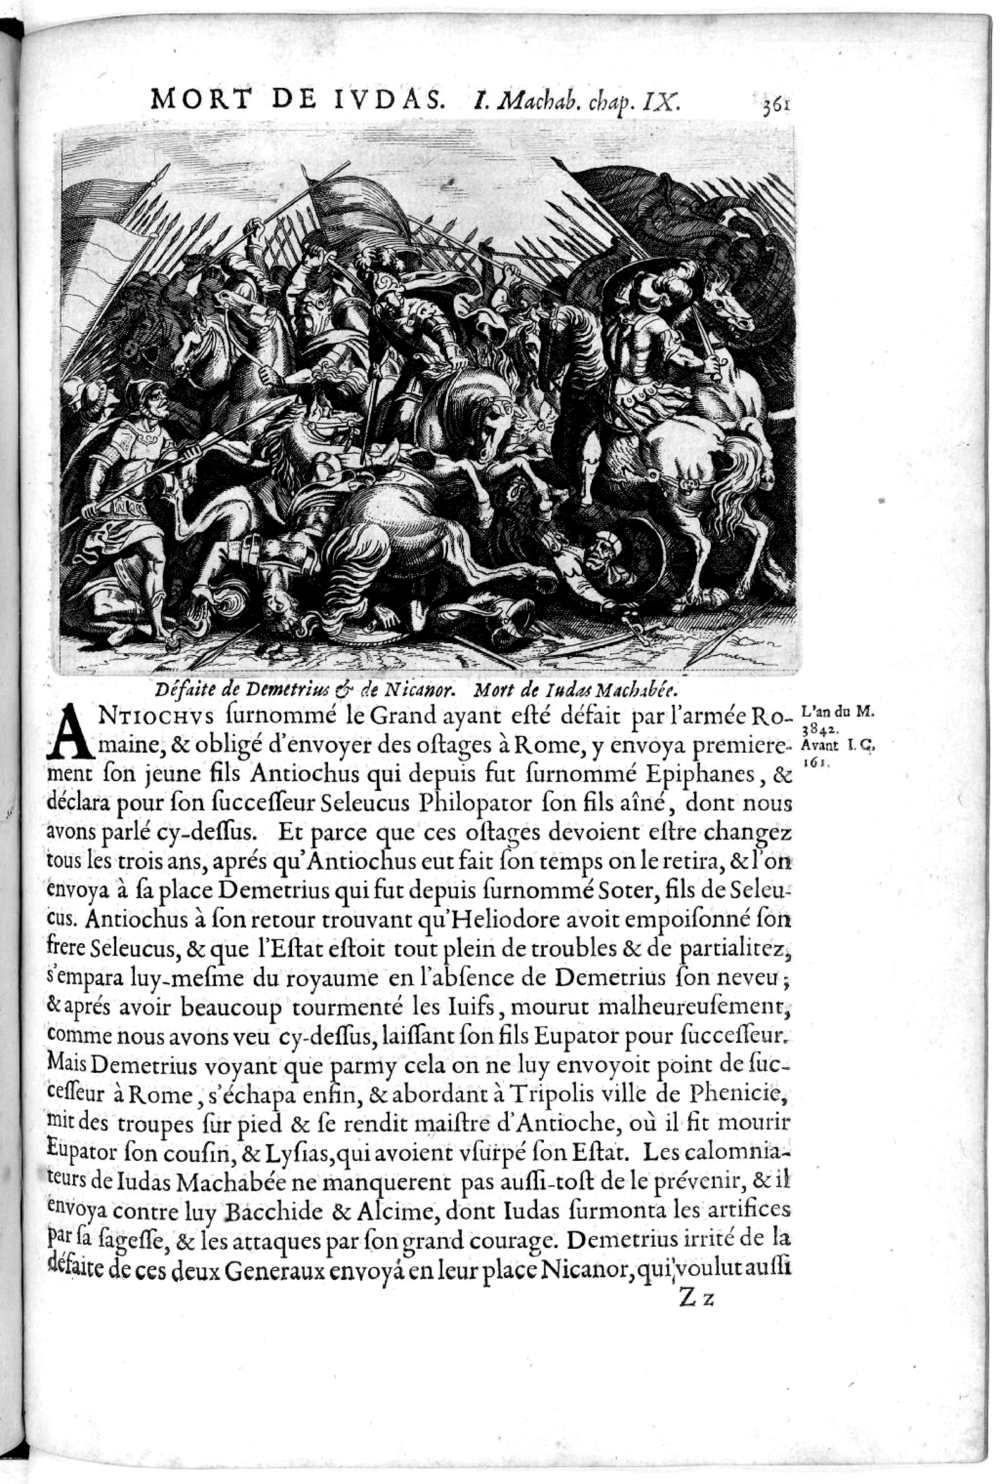 MORT DE IVDAS. I. Machab. chap. IX. 361
Défaite de Demetrius & de Nicanor. Mort de Iudas Machabée.
ANTIOCHVS ſurnommé le Grand ayant eſté défait par l'armée Ro-
maine, & obligé d'envoyer des oſtages à Rome, y envoya premiere-
ment ſon jeune fils Antiochus qui depuis fut ſurnommé Epiphanes, &
déclara pour ſon ſucceſſeur Seleucus Philopator ſon fils aîné, dont nous
avons parlé cy-deſſus. Et parce que ces oſtages devoient eſtre changez
tous les trois ans, aprés qu'Antiochus eut fait ſon temps on le retira, & l'on
envoya à ſa place Demetrius qui fut depuis ſurnommé Soter, fils de Seleu-
cus. Antiochus à ſon retour trouvant qu'Heliodore avoit empoiſonné ſon
frere Seleucus, & que l'Eſtat eſtoit tout plein de troubles & de partialitez,
s'empara luy-meſme du royaume en l'abſence de Demetrius ſon neveu;
& aprés avoir beaucoup tourmenté les Iuifs, mourut malheureuſement,
comme nous avons veu cy-deſſus, laiſſant ſon fils Eupator pour ſucceſſeur.
Mais Demetrius voyant que parmy cela on ne luy envoyoit point de ſuc-
ceſſeur à Rome, s'échapa enfin, & abordant à Tripolis ville de Phenicie,
mit des troupes ſur pied & ſe rendit maiſtre d'Antioche, où il fit mourir
Eupator ſon couſin, & Lyſias, qui avoient vſurpé ſon Eſtat. Les calomnia-
teurs de Iudas Machabée ne manquerent pas auſſi-toſt de le prévenir, & il
envoya contre luy Bacchide & Alcime, dont Iudas ſurmonta les artifices
par ſa ſageſſe, & les attaques par ſon grand courage. Demetrius irrité de la
défaite de ces deux Generaux envoyá en leur place Nicanor, qui voulut auſſi
Z z
L'an du M.
3842.
Avant I. C.
161.